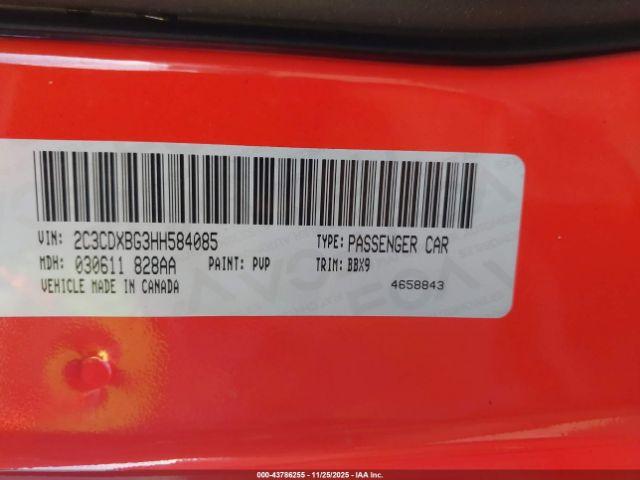 VIN: 2C3CDXBG3HH584085 TYPE: PASSENGER CAR
MDH: 030611 828AA PAINT: PVP TRIM: BBX9
VEHICLE MADE IN CANADA 4658843
000-43786255 - 11/25/2025 - IAA Inc.